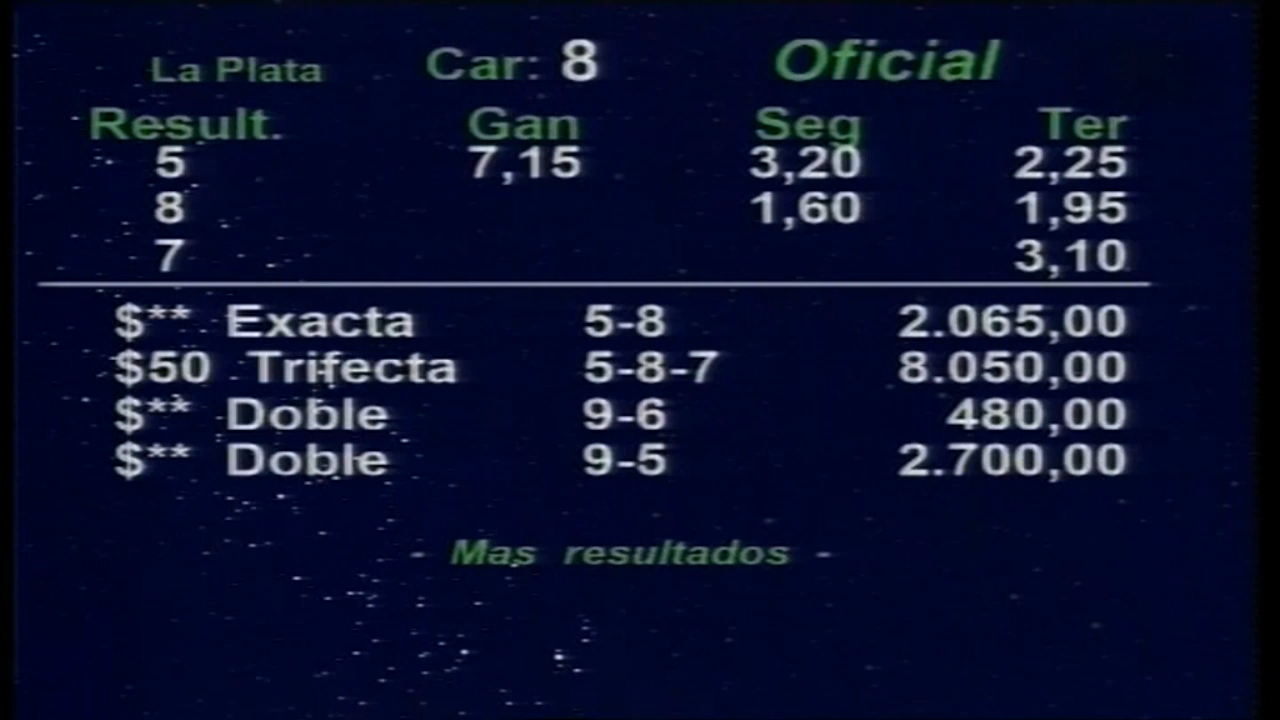 La Plata Car: 8 Oficial
Result. Gan Seg Ter
5 7,15 3,20 2,25
8 1,60 1,95
7 3,10
$** Exacta 5-8 2.065,00
$50 Trifecta 5-8-7 8.050,00
$** Doble 9-6 480,00
$** Doble 9-5 2.700,00
- Mas resultados -